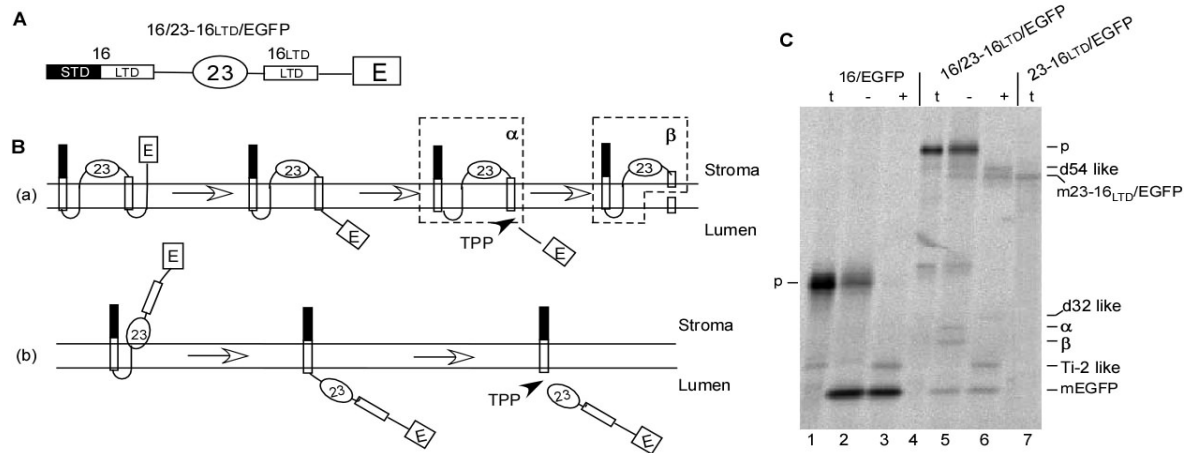 A
16/23-16LTD/EGFP
16
16LTD
STD LTD
23
LTD
E
B
α
β
(a)
E
23
23
E
23
TPP
E
23
Stroma
Lumen
(b)
E
23
23
E
TPP
23
E
Stroma
Lumen
C
16/EGFP
16/23-16LTD/EGFP
23-16LTD/EGFP
t - + t - + t
p
p
d54 like
m23-16LTD/EGFP
d32 like
α
β
Ti-2 like
mEGFP
1 2 3 4 5 6 7